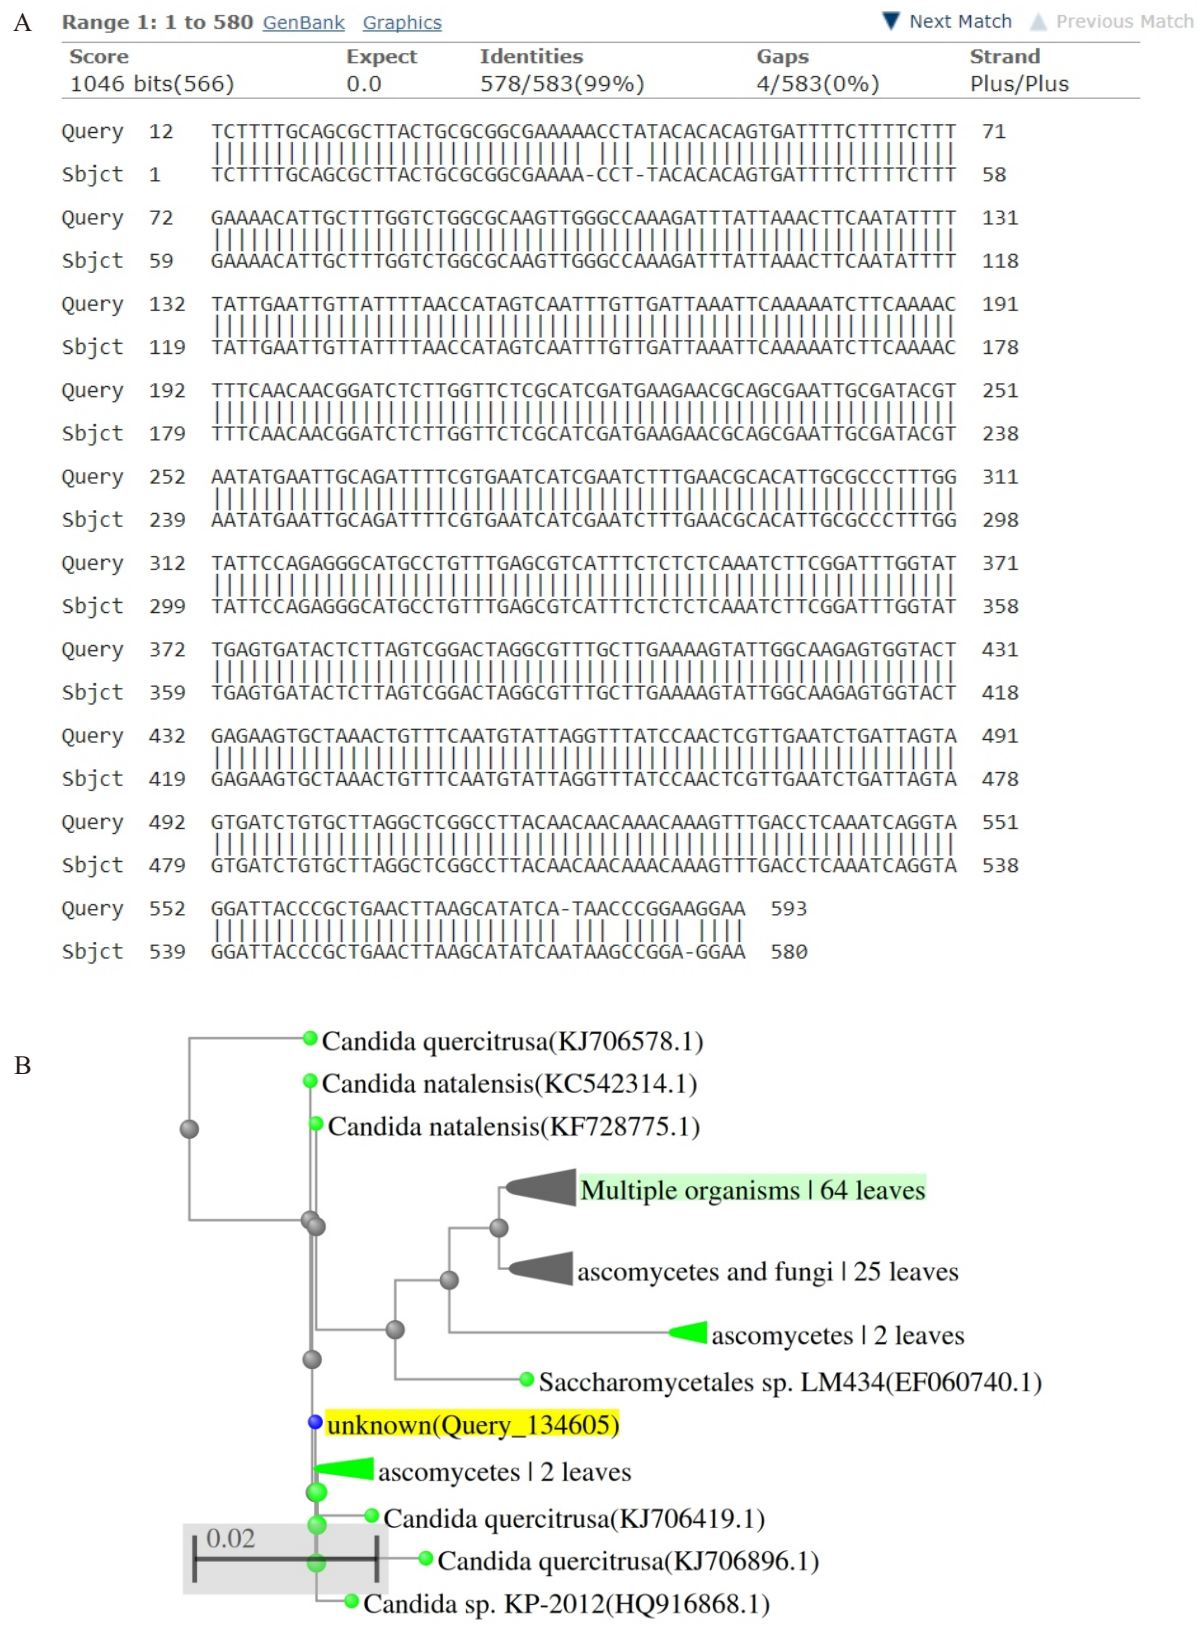 A Range 1: 1 to 580 GenBank Graphics Next Match Previous Match
Score Expect Identities Gaps Strand
1046 bits(566) 0.0 578/583(99%) 4/583(0%) Plus/Plus
Query 12 TCTTTTGCAGCGCTTACTGCGCGGCGAAAAACCTATACACACAGTGATTTTCTTTTCTTT 71
Sbjct 1 TCTTTTGCAGCGCTTACTGCGCGGCGAAAA-CCT-TACACACAGTGATTTTCTTTTCTTT 58
Query 72 GAAAACATTGCTTTGGTCTGGCGCAAGTTGGGCCAAAGATTTATTAAACTTCAATATTTT 131
Sbjct 59 GAAAACATTGCTTTGGTCTGGCGCAAGTTGGGCCAAAGATTTATTAAACTTCAATATTTT 118
Query 132 TATTGAATTGTTATTTTAACCATAGTCAATTTGTTGATTAAATTCAAAAATCTTCAAAAC 191
Sbjct 119 TATTGAATTGTTATTTTAACCATAGTCAATTTGTTGATTAAATTCAAAAATCTTCAAAAC 178
Query 192 TTTCAACAACGGATCTCTTGGTTCTCGCATCGATGAAGAACGCAGCGAATTGCGATACGT 251
Sbjct 179 TTTCAACAACGGATCTCTTGGTTCTCGCATCGATGAAGAACGCAGCGAATTGCGATACGT 238
Query 252 AATATGAATTGCAGATTTTCGTGAATCATCGAATCTTTGAACGCACATTGCGCCCTTTGG 311
Sbjct 239 AATATGAATTGCAGATTTTCGTGAATCATCGAATCTTTGAACGCACATTGCGCCCTTTGG 298
Query 312 TATTCCAGAGGGCATGCCTGTTTGAGCGTCATTTCTCTCTCAAATCTTCGGATTTGGTAT 371
Sbjct 299 TATTCCAGAGGGCATGCCTGTTTGAGCGTCATTTCTCTCTCAAATCTTCGGATTTGGTAT 358
Query 372 TGAGTGATACTCTTAGTCGGACTAGGCGTTTGCTTGAAAAGTATTGGCAAGAGTGGTACT 431
Sbjct 359 TGAGTGATACTCTTAGTCGGACTAGGCGTTTGCTTGAAAAGTATTGGCAAGAGTGGTACT 418
Query 432 GAGAAGTGCTAAACTGTTTCAATGTATTAGGTTTATCCAACTCGTTGAATCTGATTAGTA 491
Sbjct 419 GAGAAGTGCTAAACTGTTTCAATGTATTAGGTTTATCCAACTCGTTGAATCTGATTAGTA 478
Query 492 GTGATCTGTGCTTAGGCTCGGCCTTACAACAACAAACAAAGTTTGACCTCAAATCAGGTA 551
Sbjct 479 GTGATCTGTGCTTAGGCTCGGCCTTACAACAACAAACAAAGTTTGACCTCAAATCAGGTA 538
Query 552 GGATTACCCGCTGAACTTAAGCATATCA-TAACCCGGAAGGAA 593
Sbjct 539 GGATTACCCGCTGAACTTAAGCATATCAATAAGCCGGA-GGAA 580
B
Candida quercitrusa(KJ706578.1)
Candida natalensis(KC542314.1)
Candida natalensis(KF728775.1)
Multiple organisms | 64 leaves
ascomycetes and fungi | 25 leaves
ascomycetes | 2 leaves
Saccharomycetales sp. LM434(EF060740.1)
unknown(Query_134605)
ascomycetes | 2 leaves
Candida quercitrusa(KJ706419.1)
0.02
Candida quercitrusa(KJ706896.1)
Candida sp. KP-2012(HQ916868.1)